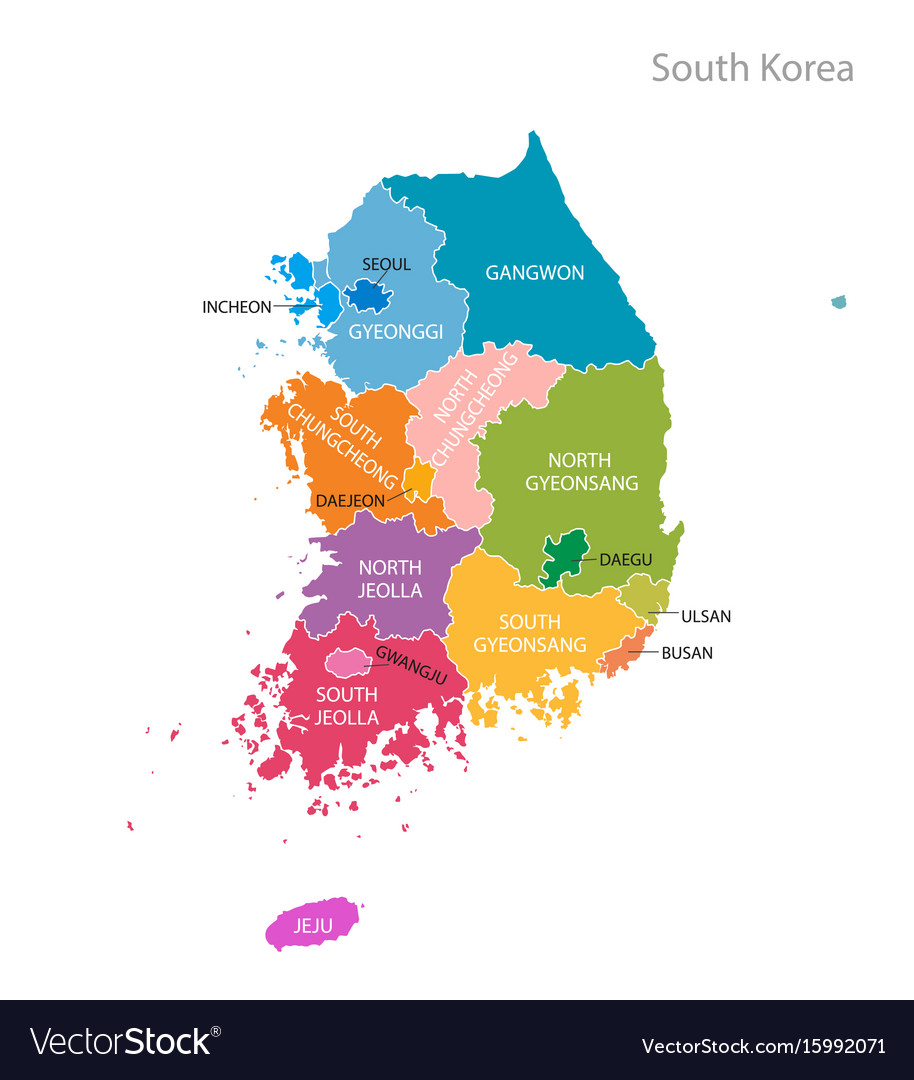 South Korea
SEOUL
GANGWON
INCHEON
GYEONGGI
NORTH
CHUNGCHEONG
SOUTH
CHUNGCHEONG
NORTH
GYEONSANG
DAEJEON
DAEGU
NORTH
JEOLLA
SOUTH
GYEONSANG
ULSAN
BUSAN
GWANGJU
SOUTH
JEOLLA
JEJU
VectorStock®
VectorStock.com/15992071